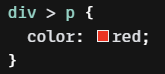 div > p {
  color: red;
}